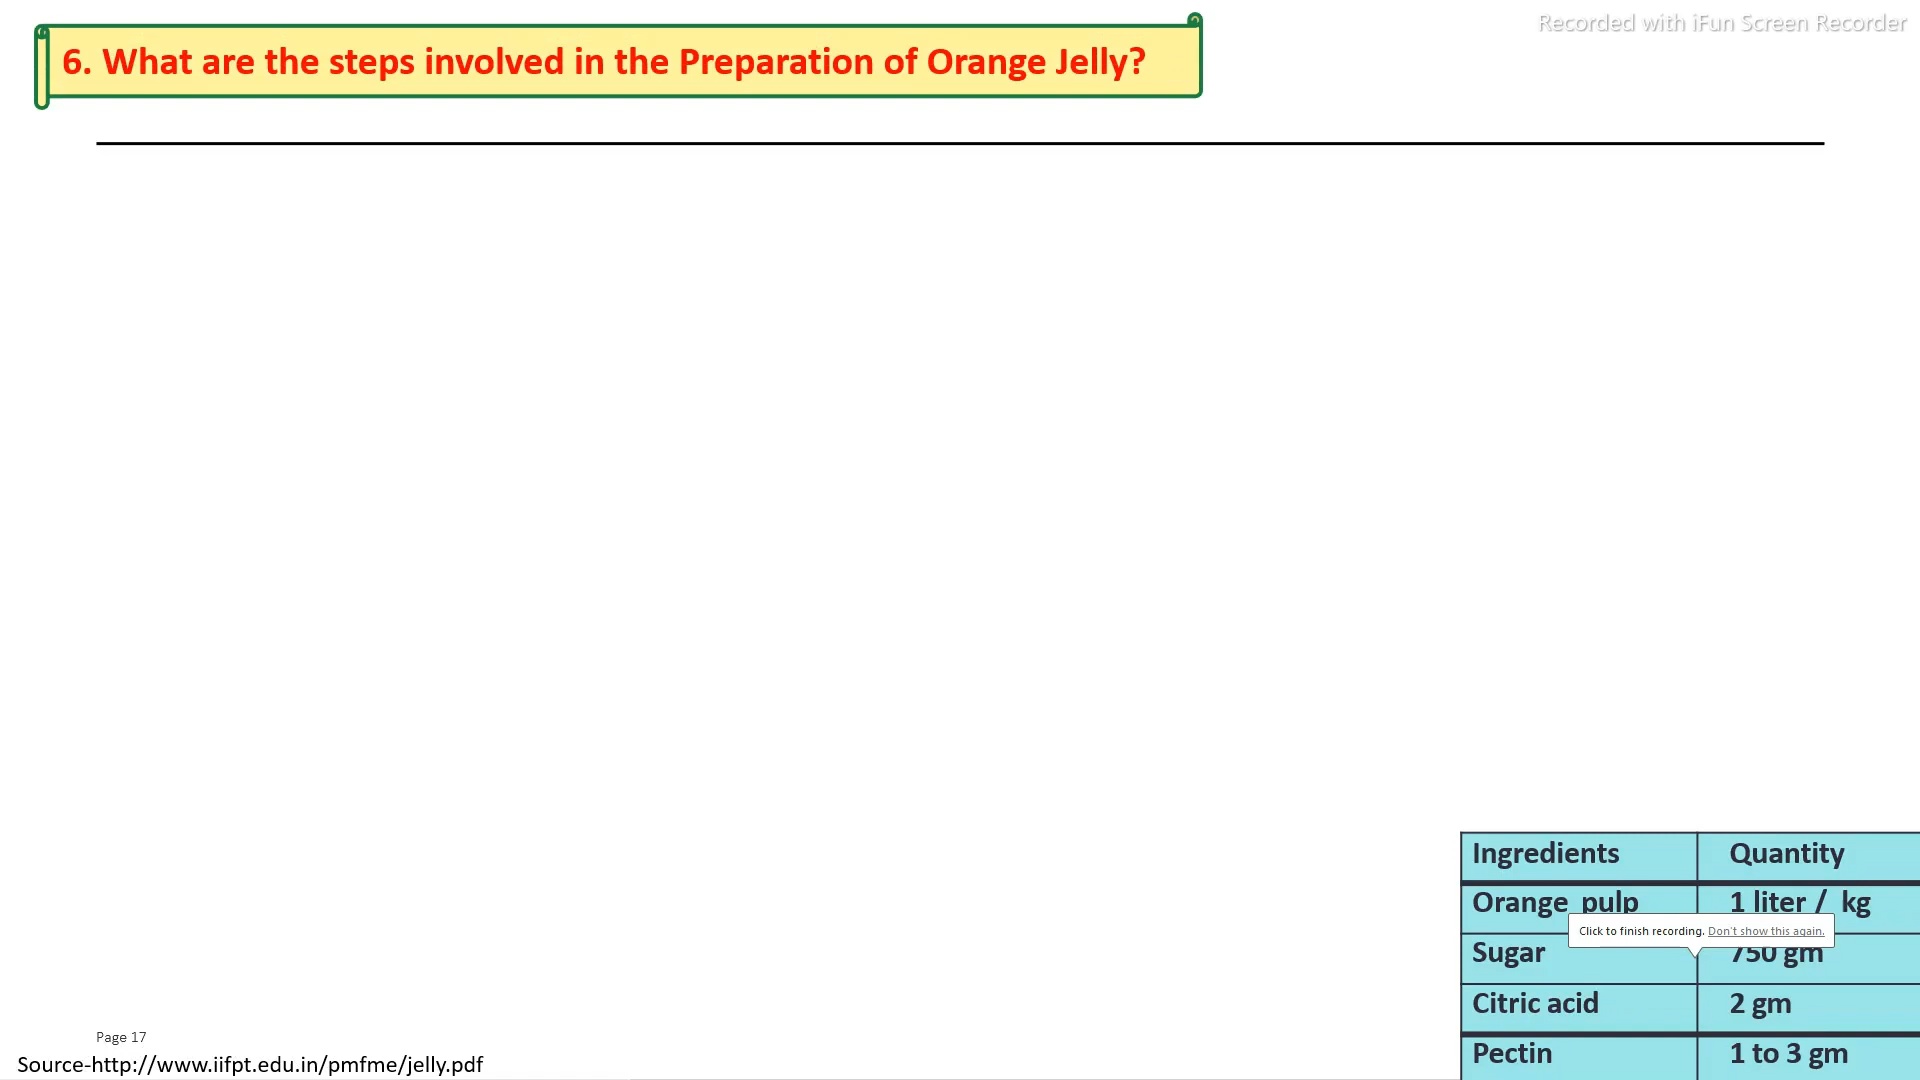 Recorded with iFun Screen Recorder
6. What are the steps involved in the Preparation of Orange Jelly?
Ingredients Quantity
Orange pulp 1 liter / kg
Click to finish recording. Don't show this again.
Sugar 750 gm
Citric acid 2 gm
Pectin 1 to 3 gm
Page 17
Source-http://www.iifpt.edu.in/pmfme/jelly.pdf